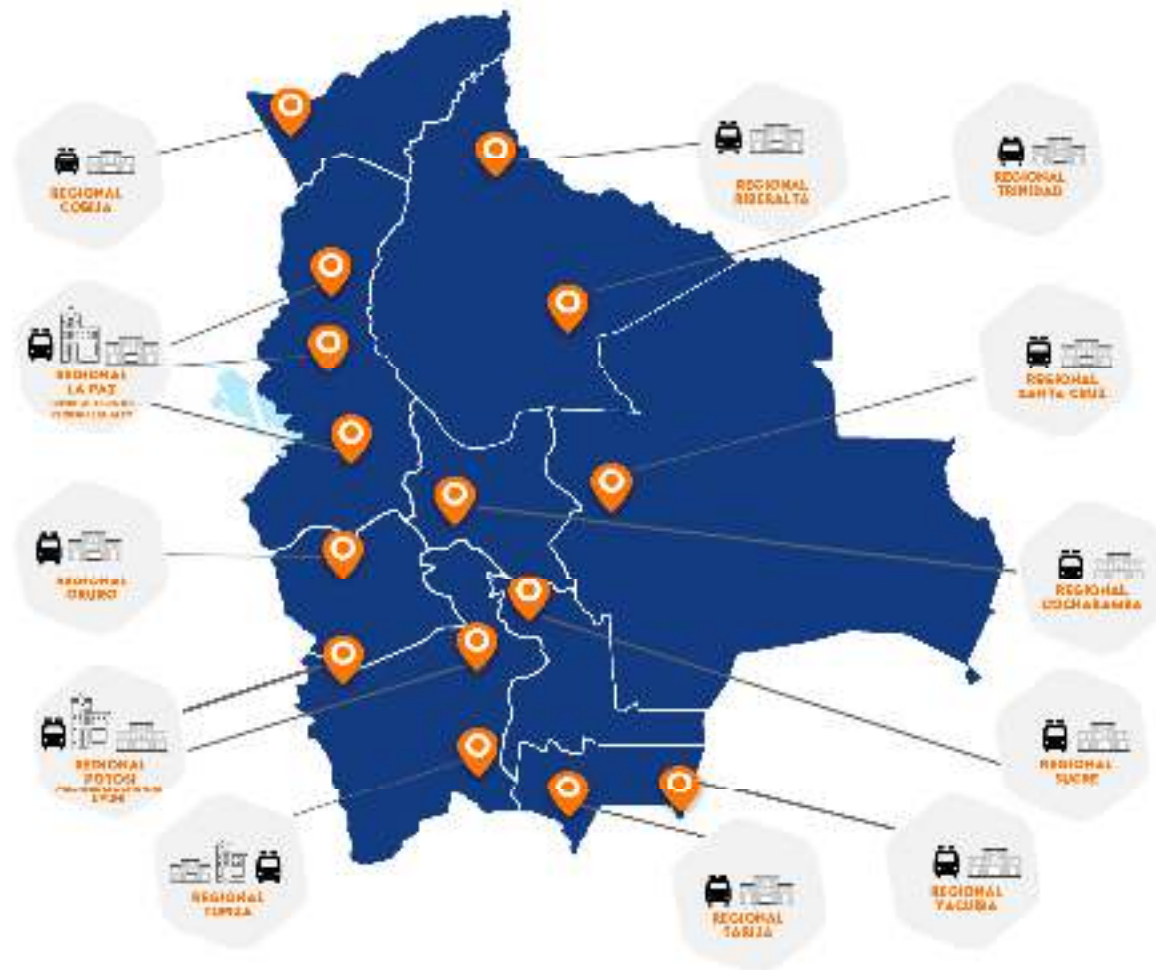 REGIONAL
COBIJA
REGIONAL
RIBERALTA
REGIONAL
TRINIDAD
REGIONAL
LA PAZ
REGIONAL
SANTA CRUZ
REGIONAL
ORURO
REGIONAL
COCHABAMBA
REGIONAL
POTOSI
REGIONAL
SUCRE
REGIONAL
TUPIZA
REGIONAL
TARIJA
REGIONAL
YACUIBA